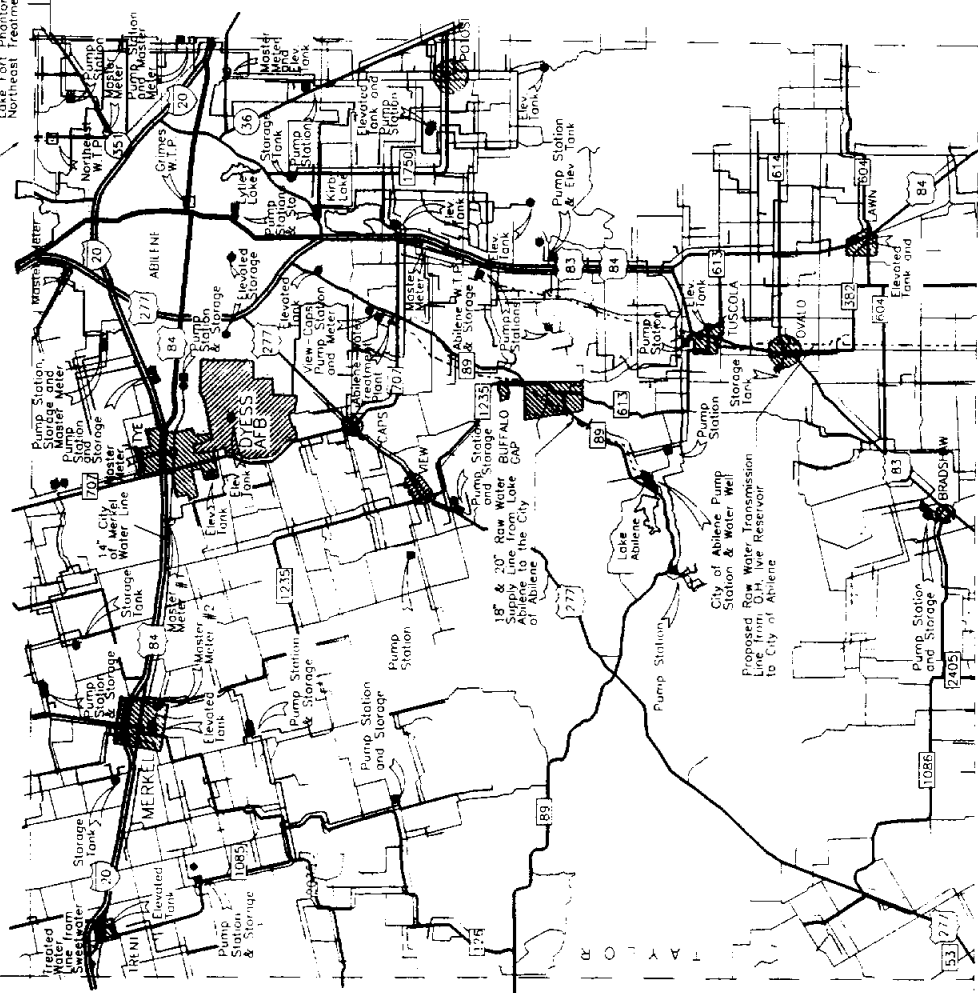 Lake Fort Phantom
Northeast Treatment
Pump
Station
Master
Meter
Pump Station
and Master
Meter
Master
Meter
and
Elev.
Tank
20
351
Northeast
W.T.P.
Grimes
W.T.P.
36
Storage
Tank
Pump
Station
Elevated
Tank and
Pump
Station
POTOSI
Elev.
Tank
Lytle
Lake
Kirby
Lake
1750
Elev.
Tank
Pump Station
& Elev. Tank
614
604
LAWN
84
Master Meter
20
ABILENE
277
84
Pump
Station
& Storage
Elevated
Storage
277
Elevated
Tank
View Caps
Pump Station
and Meter
Master
Meter
Abilene W.T.P.
& Storage
Elev.
Tank
83
84
613
Elev.
Tank
TUSCOLA
382
604
Elevated
Tank and
Pump Station,
Storage and
Master Meter
Pump
Station
and
Storage
Master
Meter
TYE
707
DYESS
AFB
Elev.
Tank
Elev.
Tank
Abilene Water
Treatment
Plant
1707
CAPS
89
Pump
Stations
Pump
Station
OVALO
Storage
Tank
1235
VIEW
Pump Station
and Storage
BUFFALO
GAP
613
89
Pump
Station
83
BRADSHAW
14" City
of Merkel
Water Line
Storage
Tank
Master
Meter #1
84
Master
Meter #2
1235
18" & 20" Raw Water
Supply Line from Lake
Abilene to the City
of Abilene
277
Lake
Abilene
City of Abilene Pump
Station & Water Well
Proposed Raw Water Transmission
Line from O.H. Ivie Reservoir
to City of Abilene
Pump
Station
& Storage
Elevated
Tank
MERKEL
Pump Station
& Storage
Pump
Station
Pump Station
and Storage
Pump Station
Pump Station
and Storage
2405
1086
Storage
Tank
20
Elevated
Tank
TRENT
Treated
Water
Line from
Sweetwater
1085
Pump
Station
& Storage
89
126
TAYLOR
277
53